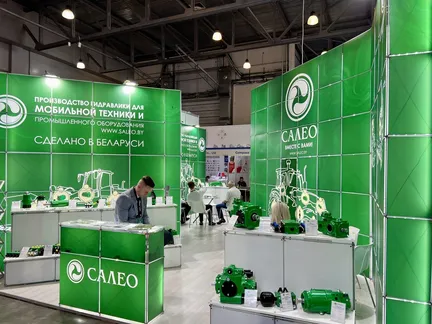 ПРОИЗВОДСТВО ГИДРАВЛИКИ ДЛЯ
МОБИЛЬНОЙ ТЕХНИКИ И
ПРОМЫШЛЕННОГО ОБОРУДОВАНИЯ
WWW.SALEO.BY
СДЕЛАНО В БЕЛАРУСИ
САЛЕО
ВМЕСТЕ С ВАМИ
САЛЕО